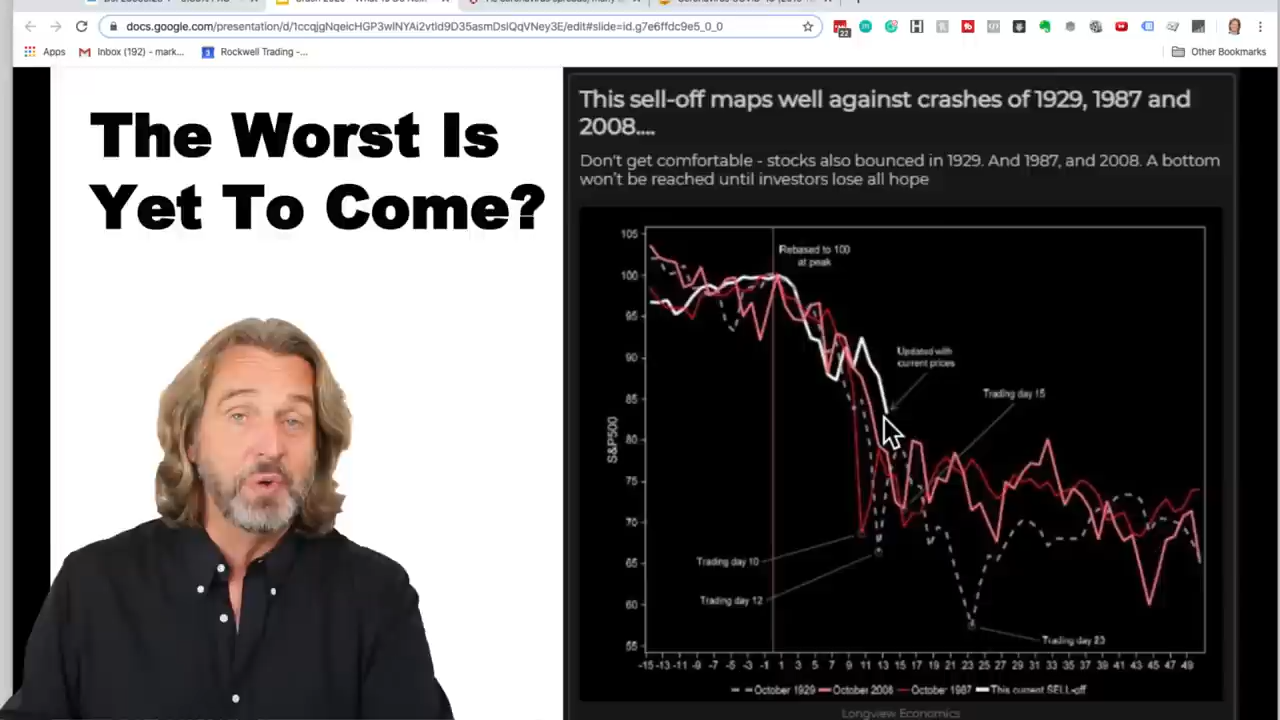 docs.google.com/presentation/d/1ccqjgNqeicHGP3wlNYAi2vtId9D35asmDsIQqVNey3E/edit#slide=id.g7e6ffdc9e5_0_0
22
Apps
Inbox (192) - mark...
3
Rockwell Trading -...
Other Bookmarks
The Worst Is
Yet To Come?
This sell-off maps well against crashes of 1929, 1987 and
2008....
Don't get comfortable - stocks also bounced in 1929. And 1987, and 2008. A bottom
won't be reached until investors lose all hope
105
Rebased to 100
at peak
100
95
90
Updated with
current prices
85
Trading day 15
80
S&P500
75
70
Trading day 10
65
Trading day 12
60
Trading day 23
55
-15 -13 -11 -9 -7 -5 -3 -1 1 3 5 7 9 11 13 15 17 19 21 23 25 27 29 31 33 35 37 39 41 43 45 47 49
October 1929 October 2008 October 1987 This current SELL-off
Longview Economics